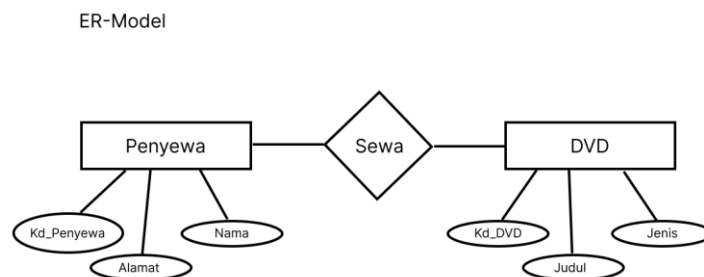 ER-Model
Penyewa
Sewa
DVD
Kd_Penyewa
Nama
Kd_DVD
Jenis
Alamat
Judul